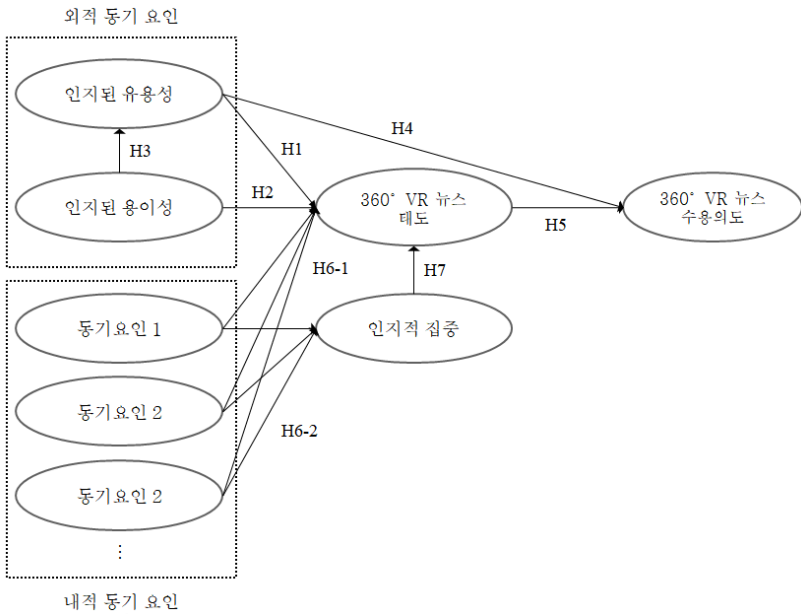 외적 동기 요인
인지된 유용성
H3
인지된 용이성
H1
H2
H4
360° VR 뉴스
태도
H5
360° VR 뉴스
수용의도
H6-1
H7
동기요인 1
인지적 집중
동기요인 2
H6-2
동기요인 2
⋮
내적 동기 요인